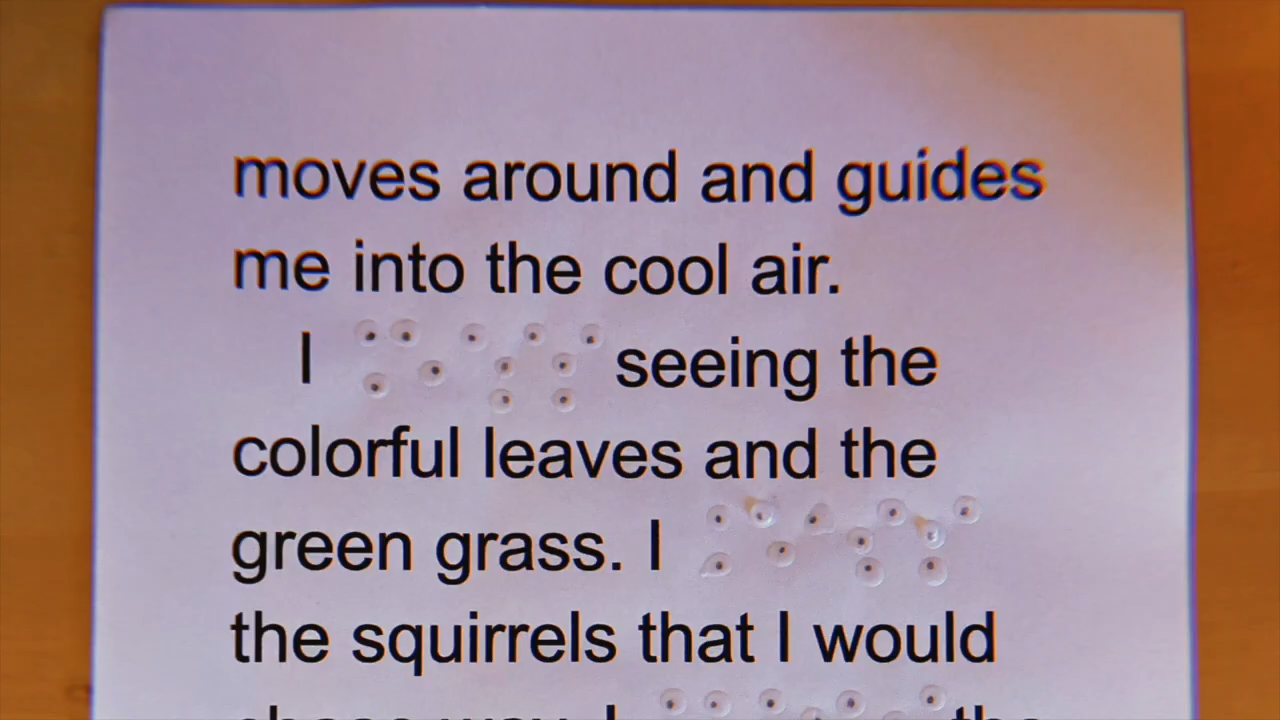 moves around and guides
me into the cool air.
I ⠍⠊⠎⠎ seeing the
colorful leaves and the
green grass. I ⠍⠊⠎⠎
the squirrels that I would